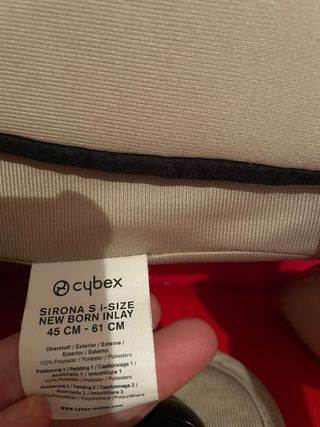 cybex
SIRONA S i-SIZE
NEW BORN INLAY
45 CM - 61 CM
Oberstoff / Exterior / Externe /
Exterior / Esterno
100% Polyester / Polyester / Poliestere
Polsterung 1 / Padding 1 / Capitonnage 1 /
Acolchado 1 / Imbottitura 1
100% Polyester / Polyester / Poliestere
Polsterung 2 / Padding 2 / Capitonnage 2 /
Acolchado 2 / Imbottitura 2
www.cybex-online.com